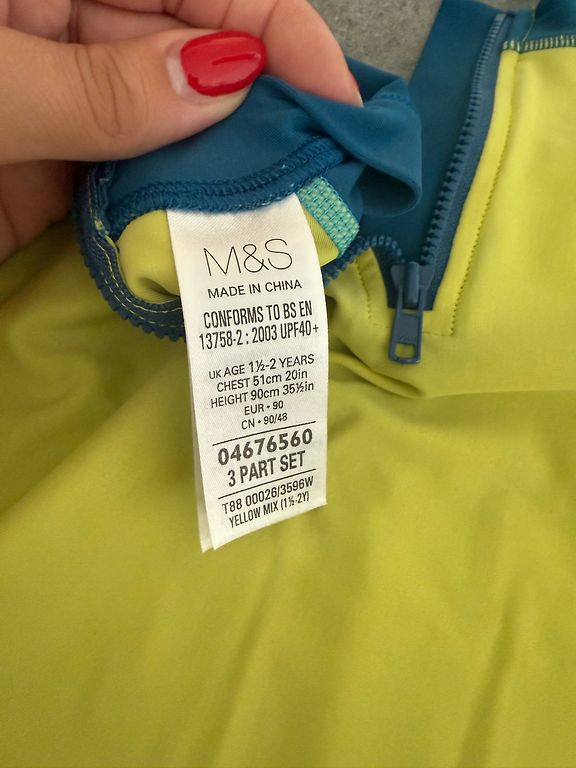 M&S
MADE IN CHINA
CONFORMS TO BS EN
13758-2 : 2003 UPF40+
UK AGE 1½-2 YEARS
CHEST 51cm 20in
HEIGHT 90cm 35½in
EUR • 90
CN • 90/48
04676560
3 PART SET
T88 00026/3596W
YELLOW MIX (1½-2Y)